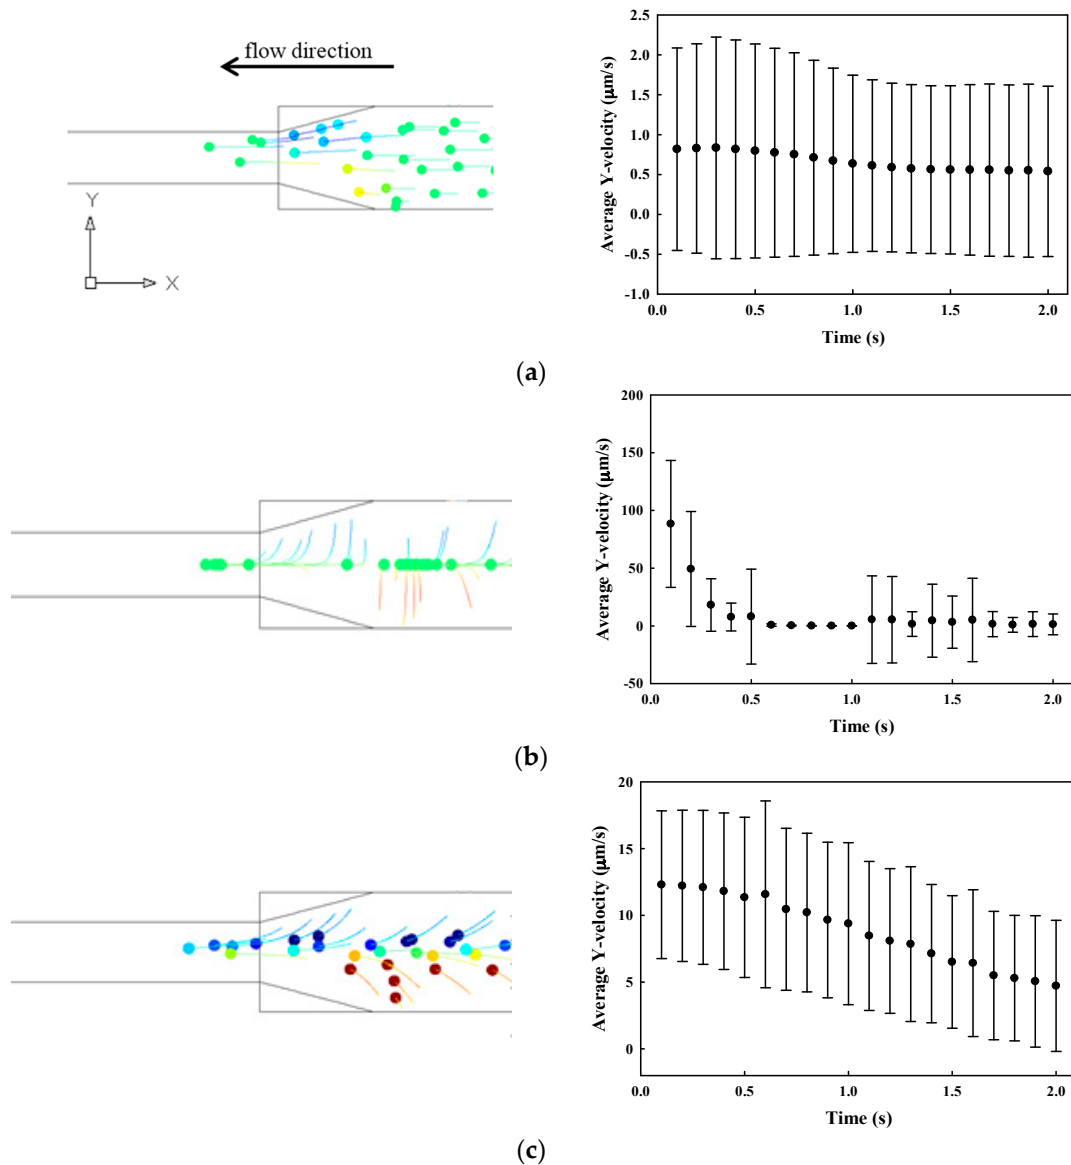 flow direction
Y
X
Average Y-velocity (μm/s)
2.5
2.0
1.5
1.0
0.5
0.0
-0.5
-1.0
0.0 0.5 1.0 1.5 2.0
Time (s)
(a)
Average Y-velocity (μm/s)
200
150
100
50
0
-50
0.0 0.5 1.0 1.5 2.0
Time (s)
(b)
Average Y-velocity (μm/s)
20
15
10
5
0
0.0 0.5 1.0 1.5 2.0
Time (s)
(c)